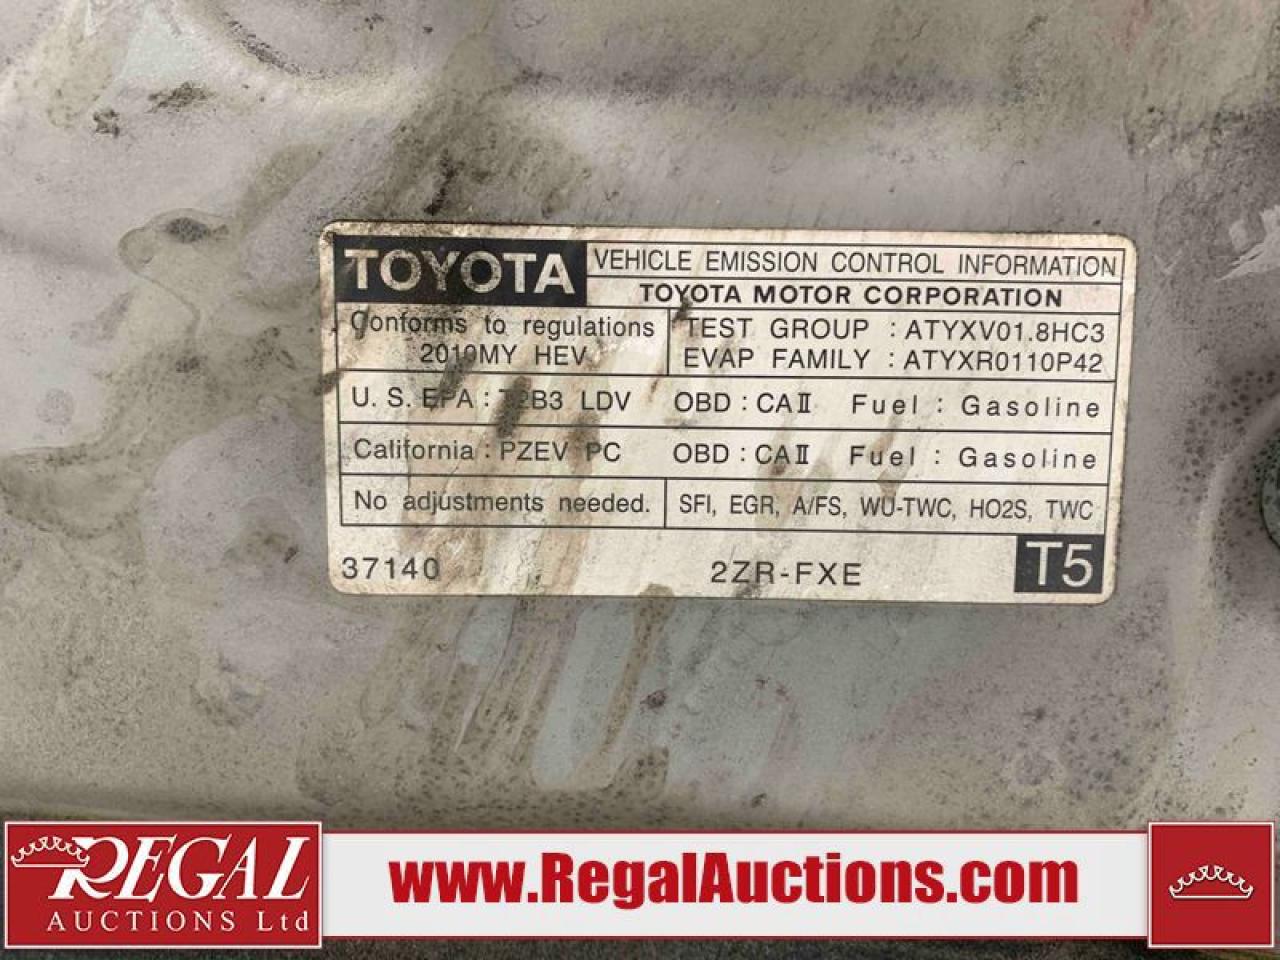 TOYOTA
VEHICLE EMISSION CONTROL INFORMATION
TOYOTA MOTOR CORPORATION
Conforms to regulations
2010MY HEV
TEST GROUP : ATYXV01.8HC3
EVAP FAMILY : ATYXR0110P42
U. S. EPA : T2B3 LDV OBD : CAⅡ Fuel : Gasoline
California : PZEV PC OBD : CAⅡ Fuel : Gasoline
No adjustments needed.
SFI, EGR, A/FS, WU-TWC, HO2S, TWC
37140
2ZR-FXE
T5
REGAL
AUCTIONS Ltd
www.RegalAuctions.com